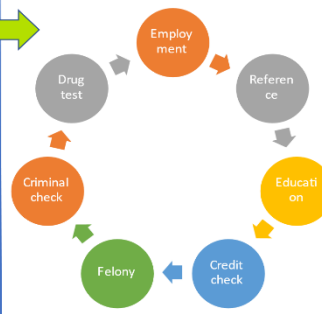 Employ
ment
Referen
ce
Educati
on
Credit
check
Felony
Criminal
check
Drug
test